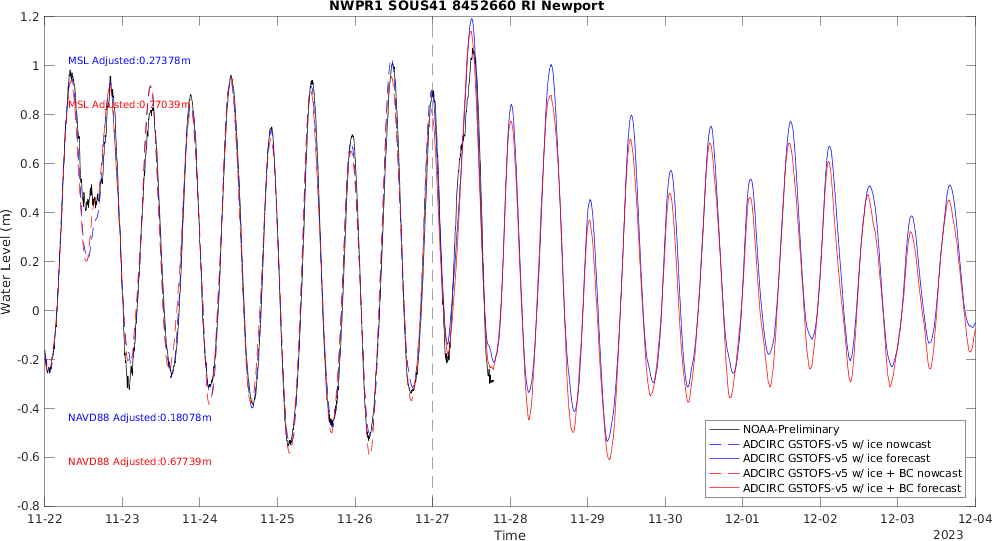 NWPR1 SOUS41 8452660 RI Newport
1.2
1
0.8
0.6
0.4
0.2
0
-0.2
-0.4
-0.6
-0.8
Water Level (m)
MSL Adjusted:0.27378m
MSL Adjusted:0.77039m
NAVD88 Adjusted:0.18078m
NAVD88 Adjusted:0.67739m
NOAA-Preliminary
ADCIRC GSTOFS-v5 w/ ice nowcast
ADCIRC GSTOFS-v5 w/ ice forecast
ADCIRC GSTOFS-v5 w/ ice + BC nowcast
ADCIRC GSTOFS-v5 w/ ice + BC forecast
11-22 11-23 11-24 11-25 11-26 11-27 11-28 11-29 11-30 12-01 12-02 12-03 12-04
Time
2023